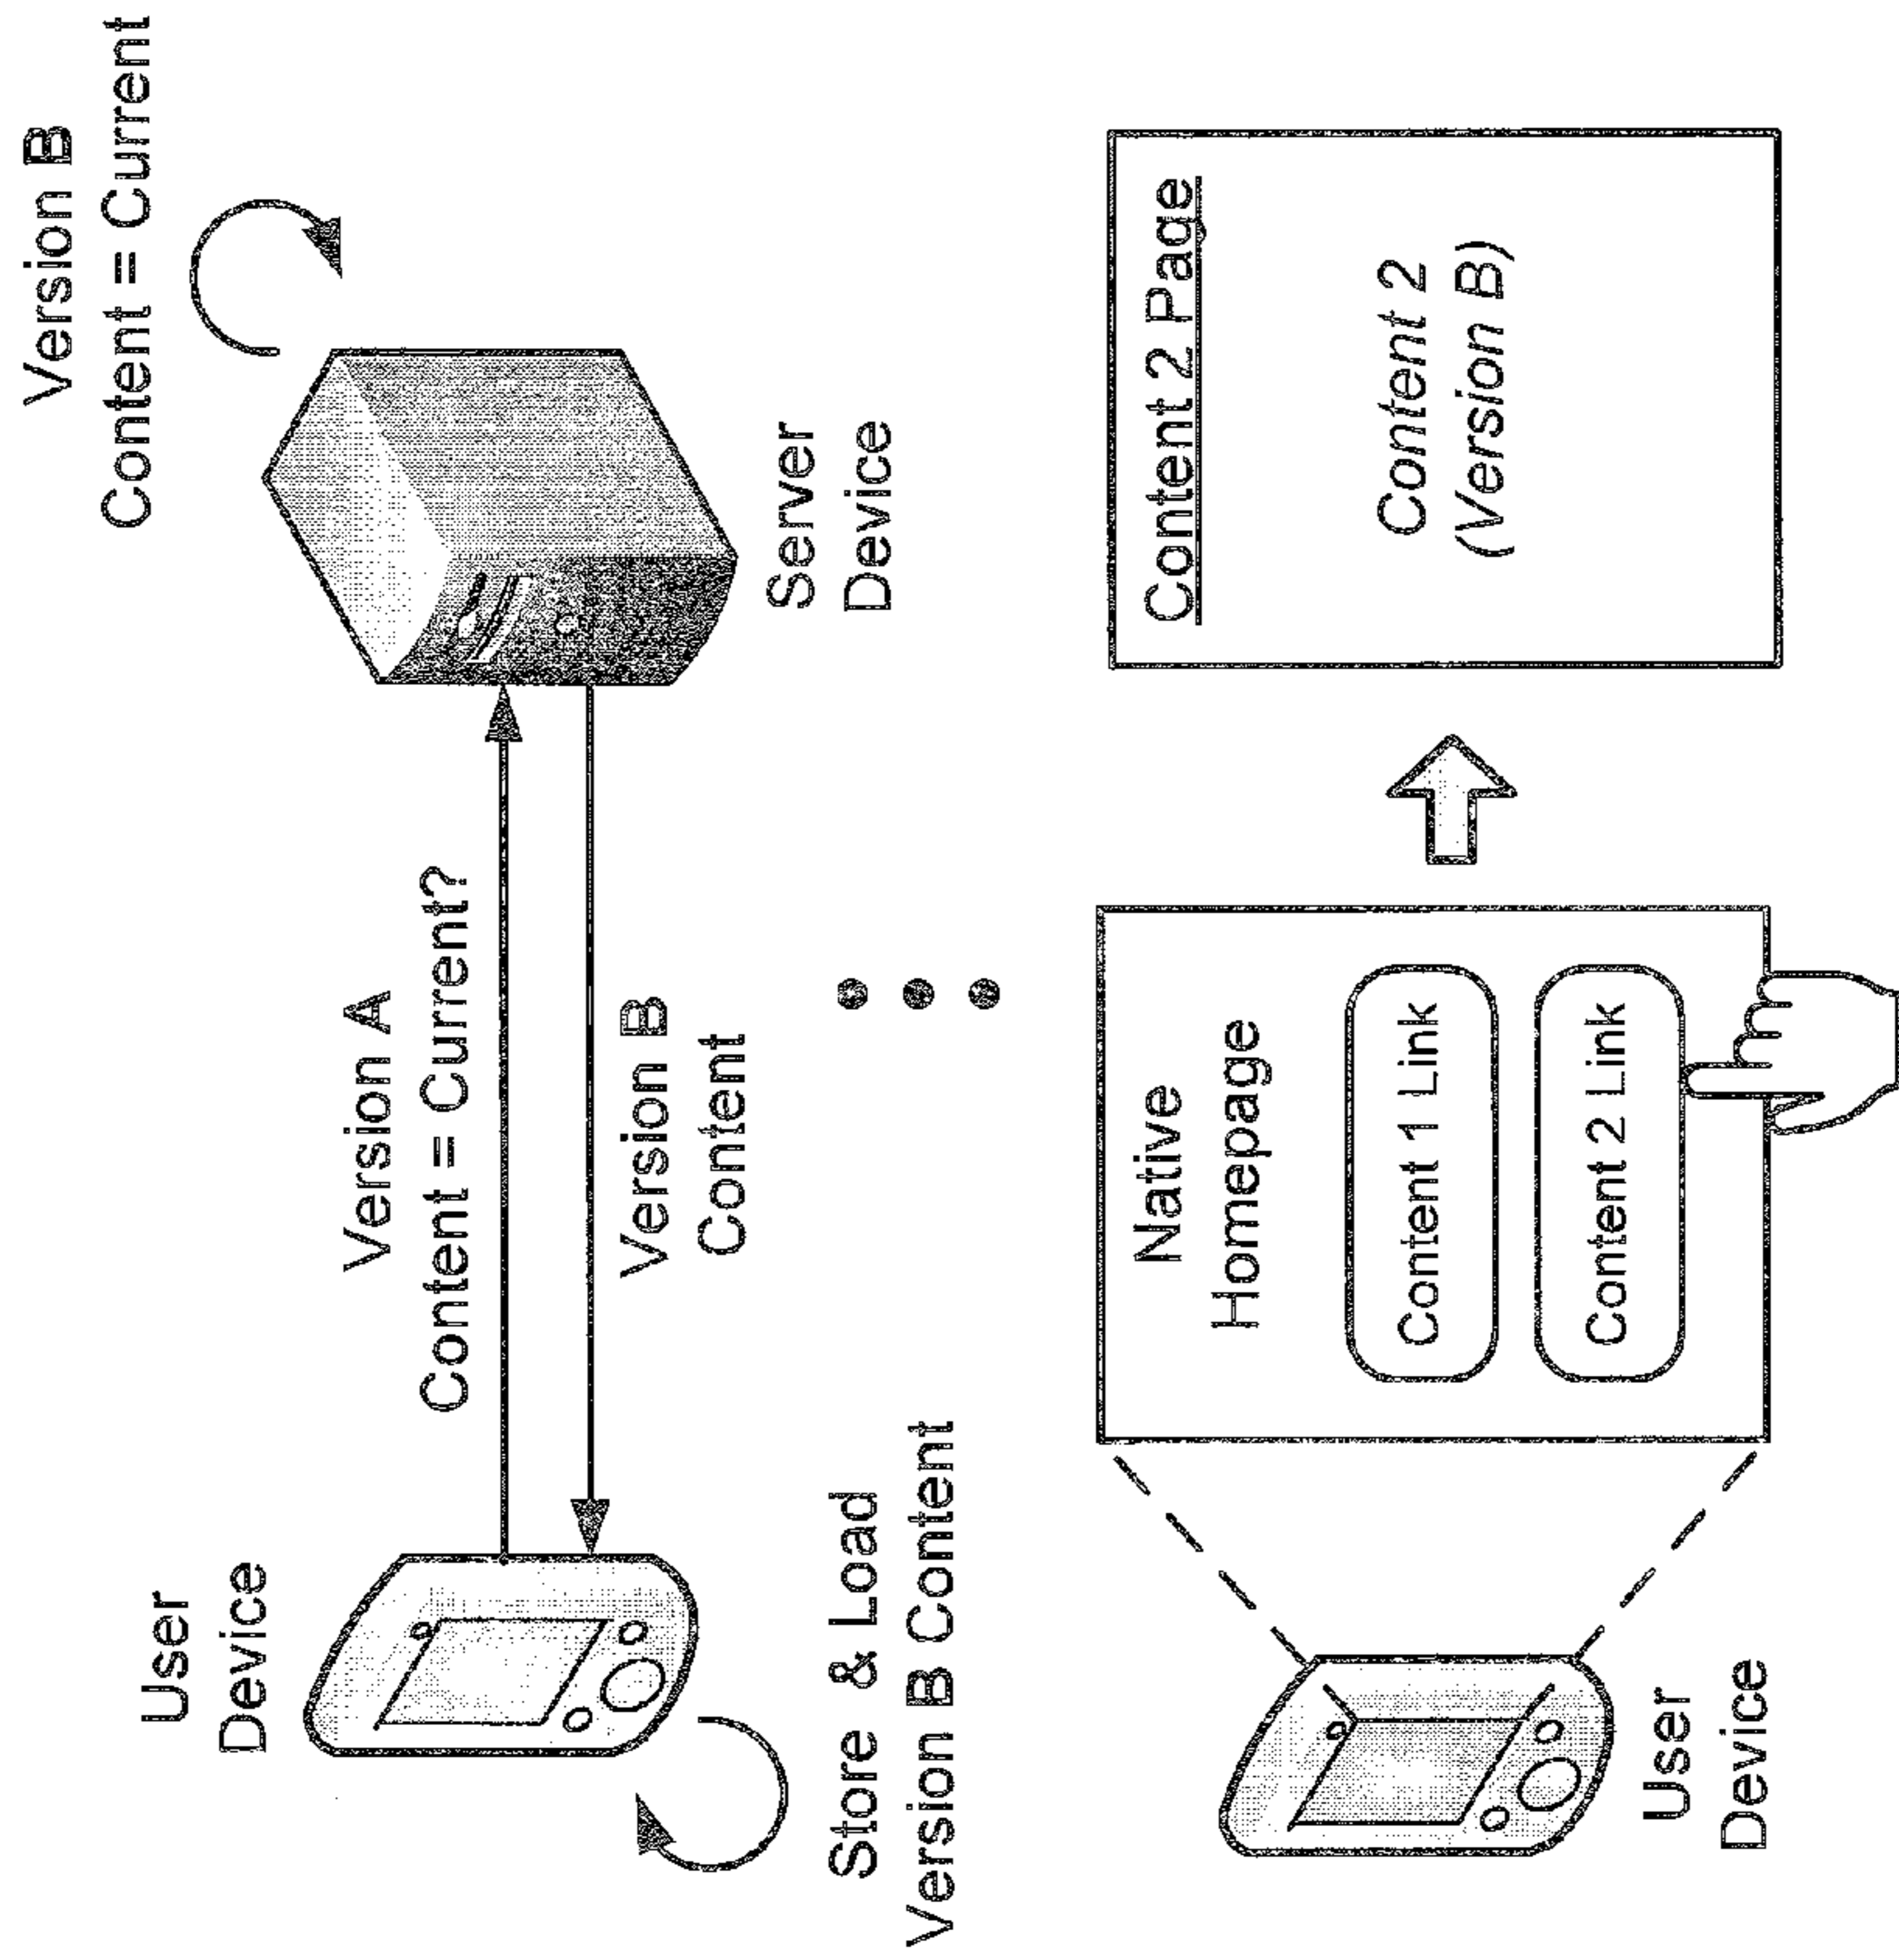 Version B
Content = Current
User
Device
Version A
Content = Current?
Version B
Content
Server
Device
Store & Load
Version B Content
User
Device
Native
Homepage
Content 1 Link
Content 2 Link
Content 2 Page
Content 2
(Version B)